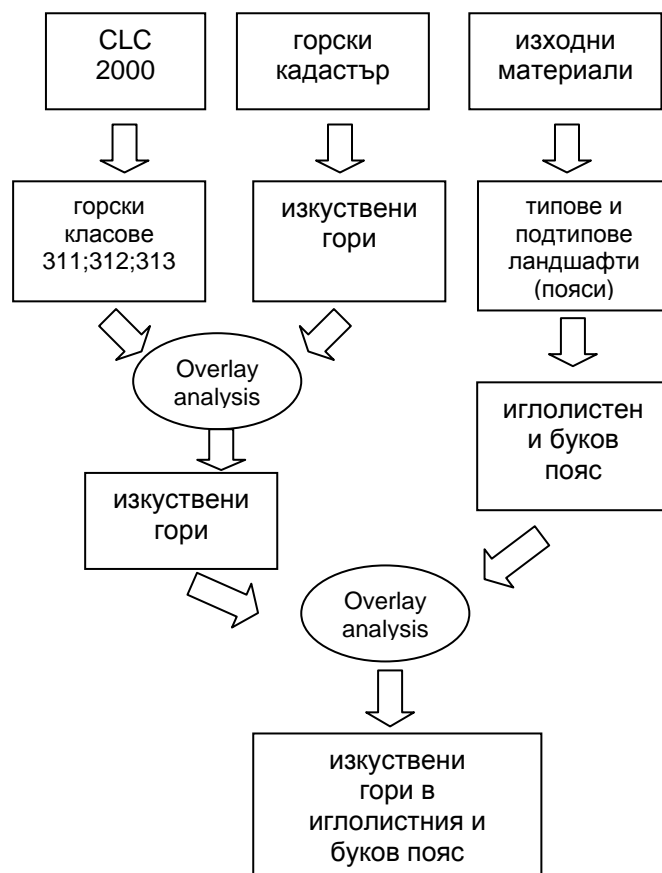 CLC
2000
горски
кадастър
изходни
материали
горски
класове
311;312;313
изкуствени
гори
типове и
подтипове
ландшафти
(пояси)
Overlay
analysis
иглолистен
и буков
пояс
изкуствени
гори
Overlay
analysis
изкуствени
гори в
иглолистния и
буков пояс